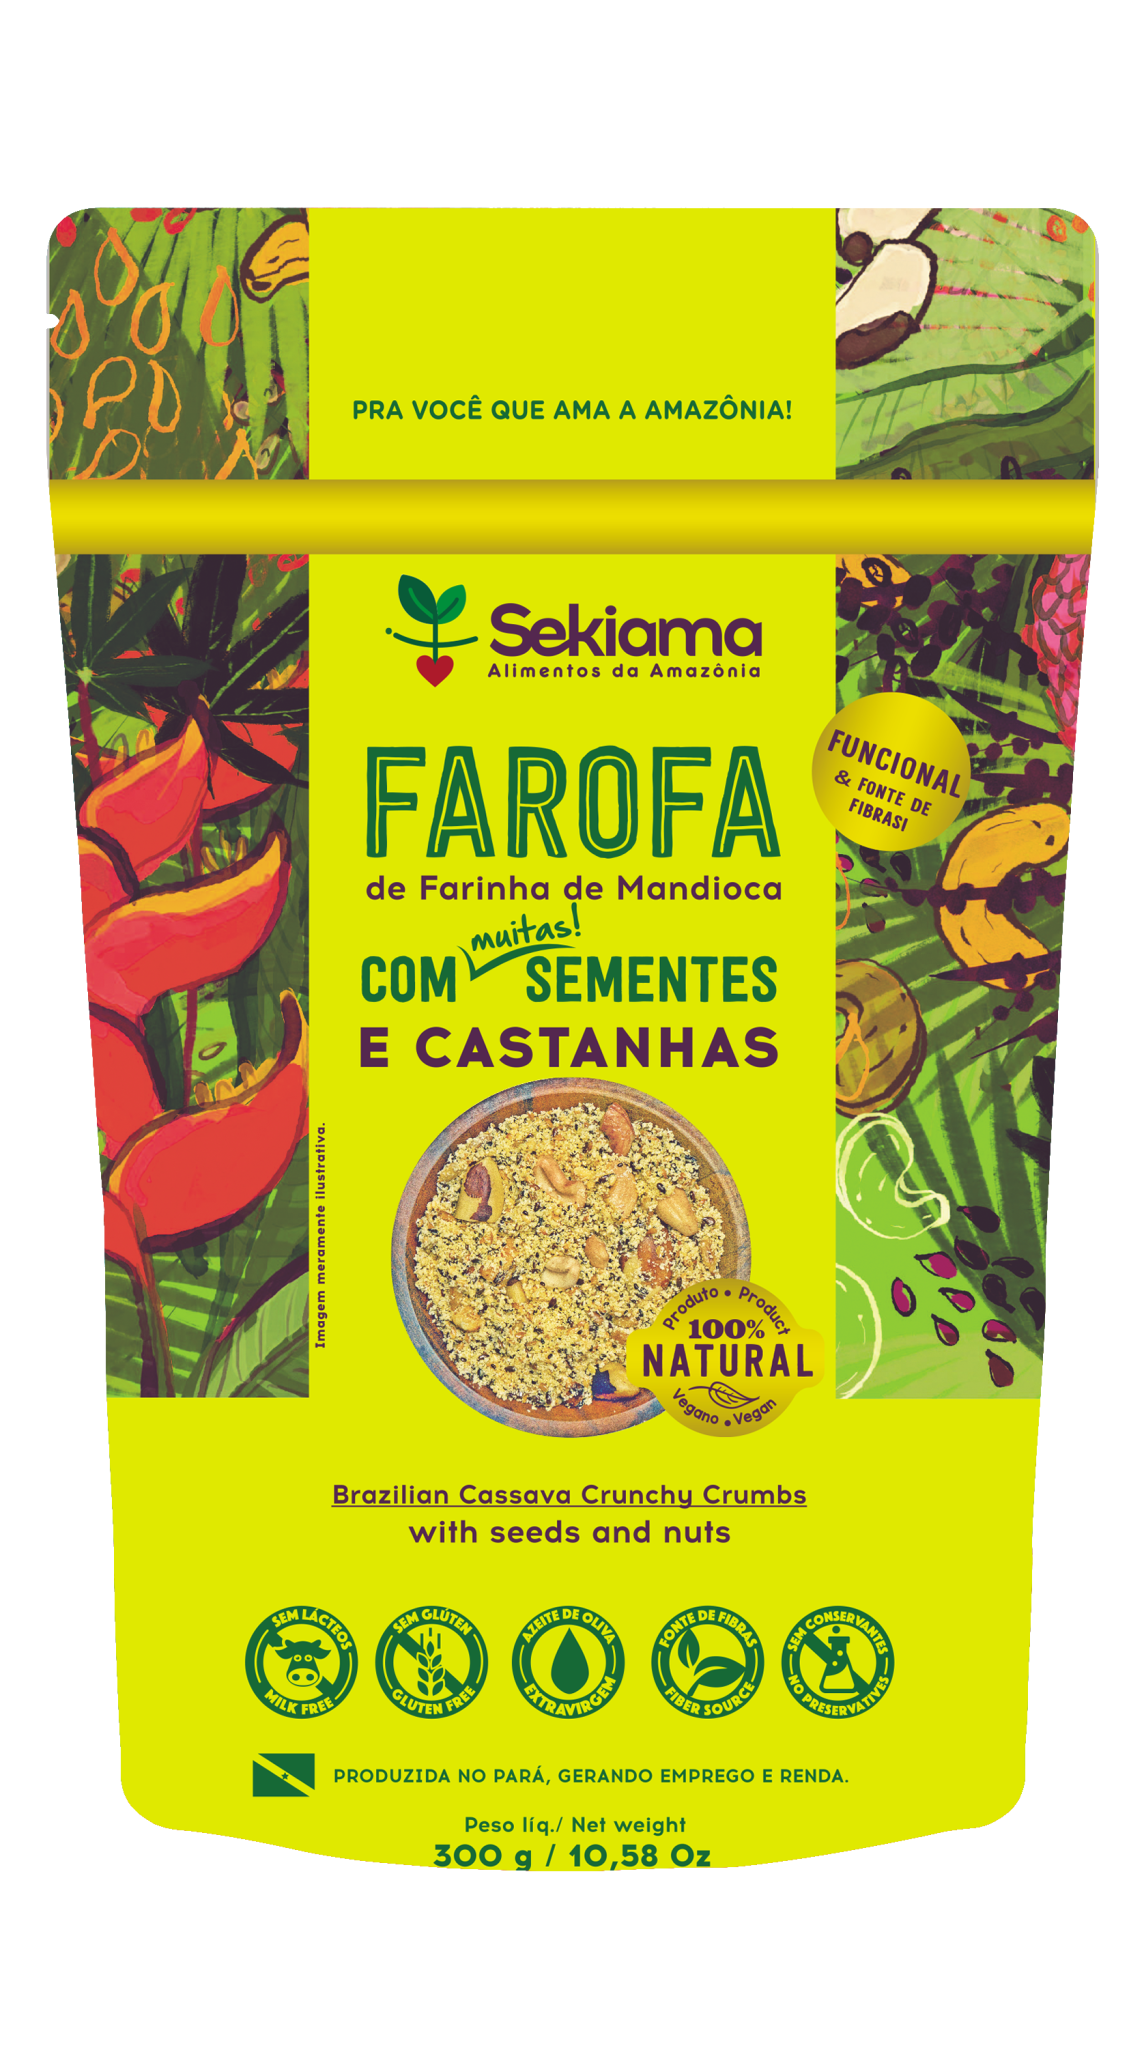 PRA VOCÊ QUE AMA A AMAZÔNIA!
Sekiama
Alimentos da Amazônia
FUNCIONAL
& FONTE DE
FIBRAS!
FAROFA
de Farinha de Mandioca
muitas!
COM SEMENTES
E CASTANHAS
Imagem meramente ilustrativa.
Produto • Product
100%
NATURAL
Vegano • Vegan
Brazilian Cassava Crunchy Crumbs
with seeds and nuts
SEM LÁCTEOS
MILK FREE
SEM GLÚTEN
GLUTEN FREE
AZEITE DE OLIVA
EXTRAVIRGEM
FONTE DE FIBRAS
FIBER SOURCE
SEM CONSERVANTES
NO PRESERVATIVES
PRODUZIDA NO PARÁ, GERANDO EMPREGO E RENDA.
Peso líq./ Net weight
300 g / 10,58 Oz